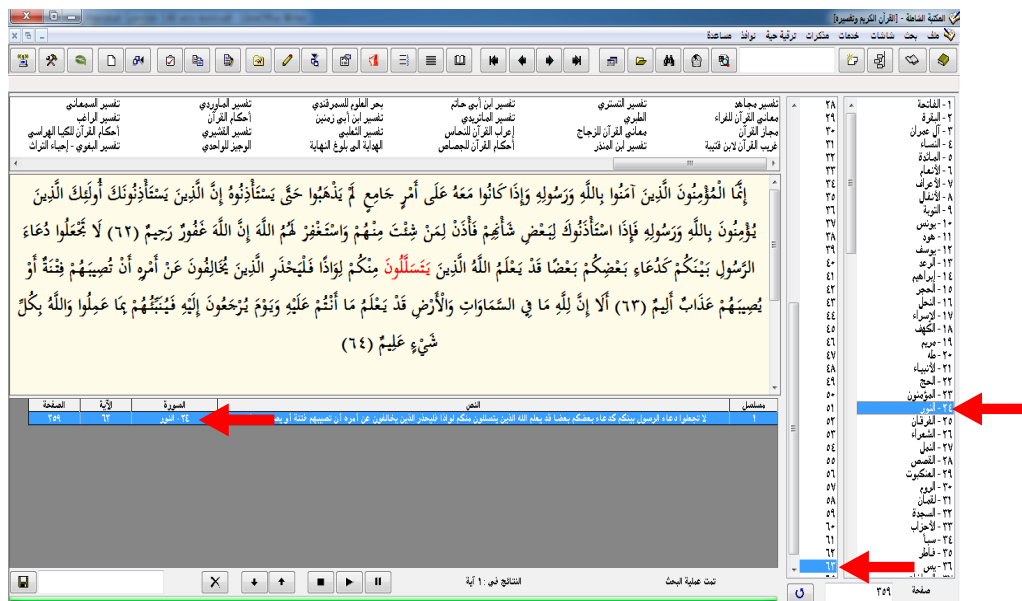 المكتبة الشاملة - [القرآن الكريم وتفسيره]
ملف بحث شاشات خدمات مذكرات ترقية حية نوافذ مساعدة
تفسير مجاهد تفسير التستري تفسير ابن أبي حاتم بحر العلوم للسمرقندي تفسير الماوردي تفسير السمعاني
معاني القرآن للفراء الطبري تفسير الماتريدي تفسير ابن أبي زمنين أحكام القرآن تفسير الراغب
مجاز القرآن معاني القرآن للزجاج إعراب القرآن للنحاس تفسير الثعلبي تفسير القشيري أحكام القرآن للكيا الهراسي
غريب القرآن لابن قتيبة تفسير ابن المنذر أحكام القرآن للجصاص الهداية الى بلوغ النهاية الوجيز للواحدي تفسير البغوي - إحياء التراث
إِنَّمَا الْمُؤْمِنُونَ الَّذِينَ آمَنُوا بِاللَّهِ وَرَسُولِهِ وَإِذَا كَانُوا مَعَهُ عَلَى أَمْرٍ جَامِعٍ لَمْ يَذْهَبُوا حَتَّى يَسْتَأْذِنُوهُ إِنَّ الَّذِينَ يَسْتَأْذِنُونَكَ أُولَئِكَ الَّذِينَ
يُؤْمِنُونَ بِاللَّهِ وَرَسُولِهِ فَإِذَا اسْتَأْذَنُوكَ لِبَعْضِ شَأْنِهِمْ فَأْذَنْ لِمَنْ شِئْتَ مِنْهُمْ وَاسْتَغْفِرْ لَهُمُ اللَّهَ إِنَّ اللَّهَ غَفُورٌ رَحِيمٌ (٦٢) لَا تَجْعَلُوا دُعَاءَ
الرَّسُولِ بَيْنَكُمْ كَدُعَاءِ بَعْضِكُمْ بَعْضًا قَدْ يَعْلَمُ اللَّهُ الَّذِينَ يَتَسَلَّلُونَ مِنْكُمْ لِوَاذًا فَلْيَحْذَرِ الَّذِينَ يُخَالِفُونَ عَنْ أَمْرِهِ أَنْ تُصِيبَهُمْ فِتْنَةٌ أَوْ
يُصِيبَهُمْ عَذَابٌ أَلِيمٌ (٦٣) أَلَا إِنَّ لِلَّهِ مَا فِي السَّمَاوَاتِ وَالْأَرْضِ قَدْ يَعْلَمُ مَا أَنْتُمْ عَلَيْهِ وَيَوْمَ يُرْجَعُونَ إِلَيْهِ فَيُنَبِّئُهُمْ بِمَا عَمِلُوا وَاللَّهُ بِكُلِّ
شَيْءٍ عَلِيمٌ (٦٤)
مسلسل النص السورة الآية الصفحة
١ لا تجعلوا دعاء الرسول بينكم كدعاء بعضكم بعضا قد يعلم الله الذين يتسللون منكم لواذا فليحذر الذين يخالفون عن أمره أن تصيبهم فتنة أو ٢٤- النور ٦٣ ٣٥٩
تمت عملية البحث النتائج في : ١ آية
١ - الفاتحة
٢ - البقرة
٣ - آل عمران
٤ - النساء
٥ - المائدة
٦ - الأنعام
٧ - الأعراف
٨ - الأنفال
٩ - التوبة
١٠ - يونس
١١ - هود
١٢ - يوسف
١٣ - الرعد
١٤ - إبراهيم
١٥ - الحجر
١٦ - النحل
١٧ - الإسراء
١٨ - الكهف
١٩ - مريم
٢٠ - طه
٢١ - الأنبياء
٢٢ - الحج
٢٣ - المؤمنون
٢٤ - النور
٢٥ - الفرقان
٢٦ - الشعراء
٢٧ - النمل
٢٨ - القصص
٢٩ - العنكبوت
٣٠ - الروم
٣١ - لقمان
٣٢ - السجدة
٣٣ - الأحزاب
٣٤ - سبأ
٣٥ - فاطر
٣٦ - يس
٢٨
٢٩
٣٠
٣١
٣٢
٣٣
٣٤
٣٥
٣٦
٣٧
٣٨
٣٩
٤٠
٤١
٤٢
٤٣
٤٤
٤٥
٤٦
٤٧
٤٨
٤٩
٥٠
٥١
٥٢
٥٣
٥٤
٥٥
٥٦
٥٧
٥٨
٥٩
٦٠
٦١
٦٢
٦٣
صفحة ٣٥٩